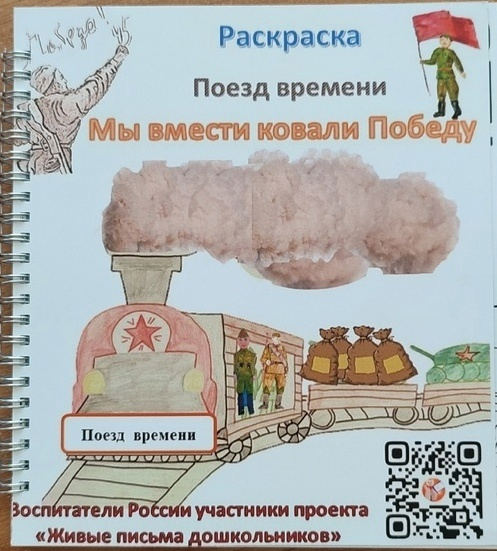 Победа! 45
Раскраска
Поезд времени
Мы вмести ковали Победу
Поезд времени
Воспитатели России участники проекта
«Живые письма дошкольников»